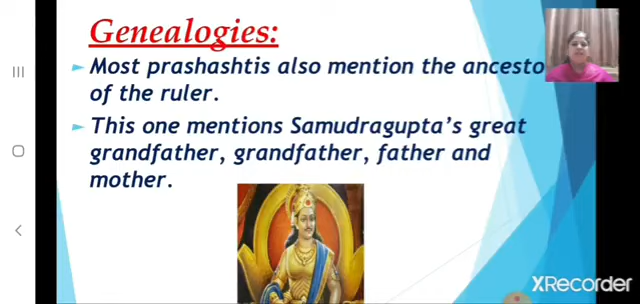 Genealogies:
Most prashashtis also mention the ancesto
of the ruler.
This one mentions Samudragupta's great
grandfather, grandfather, father and
mother.
XRecorder